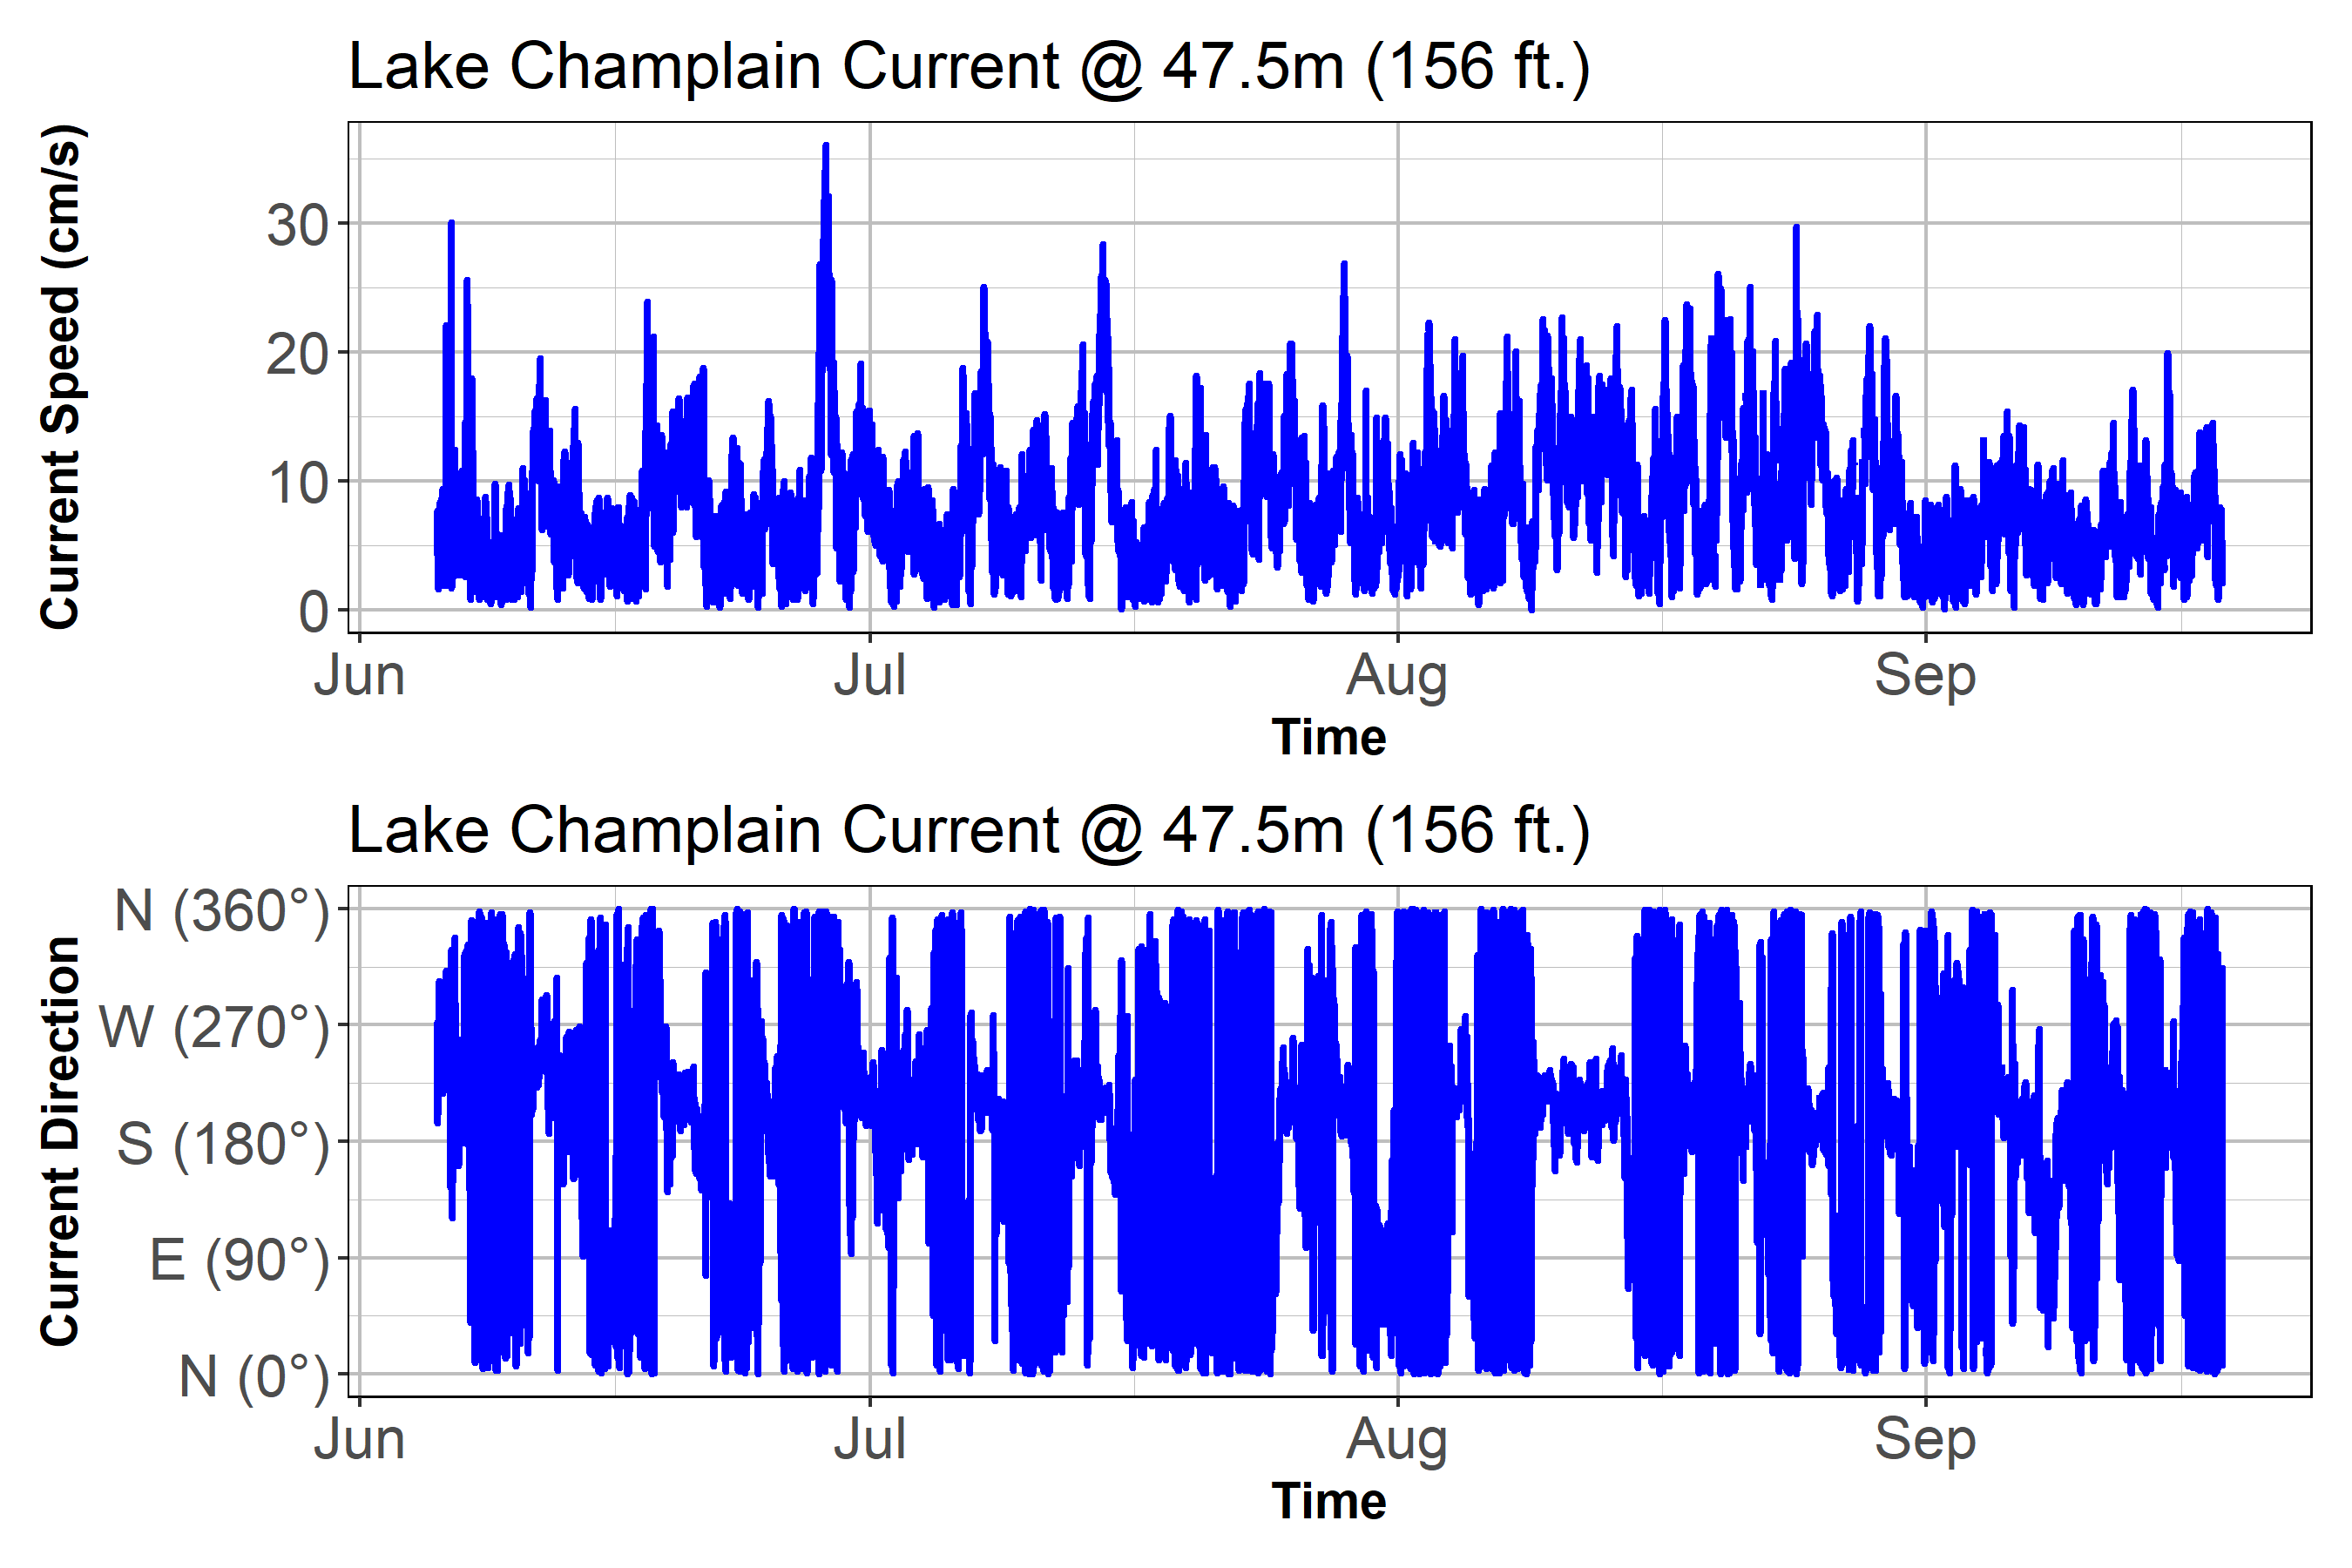 Lake Champlain Current @ 47.5m (156 ft.)
Current Speed (cm/s)
30
20
10
0
Jun Jul Aug Sep
Time
Lake Champlain Current @ 47.5m (156 ft.)
Current Direction
N (360°)
W (270°)
S (180°)
E (90°)
N (0°)
Jun Jul Aug Sep
Time